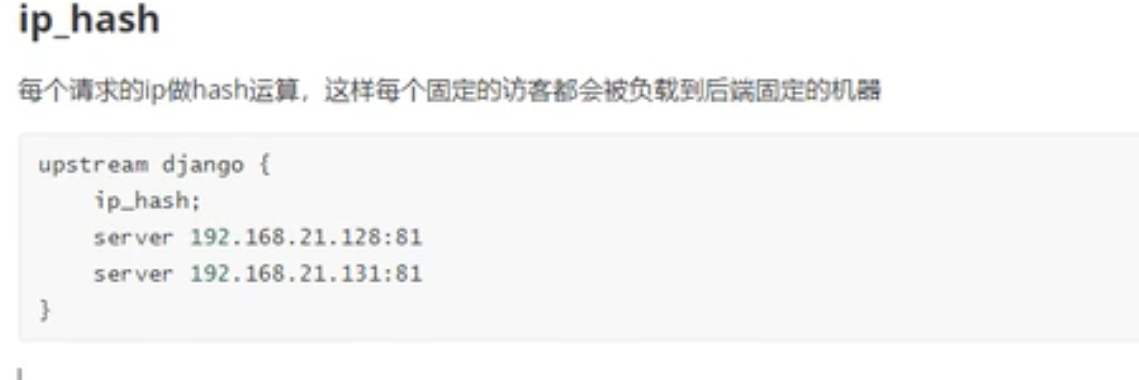 ip_hash
每个请求的ip做hash运算，这样每个固定的访客都会被负载到后端固定的机器
upstream django {
    ip_hash;
    server 192.168.21.128:81
    server 192.168.21.131:81
}